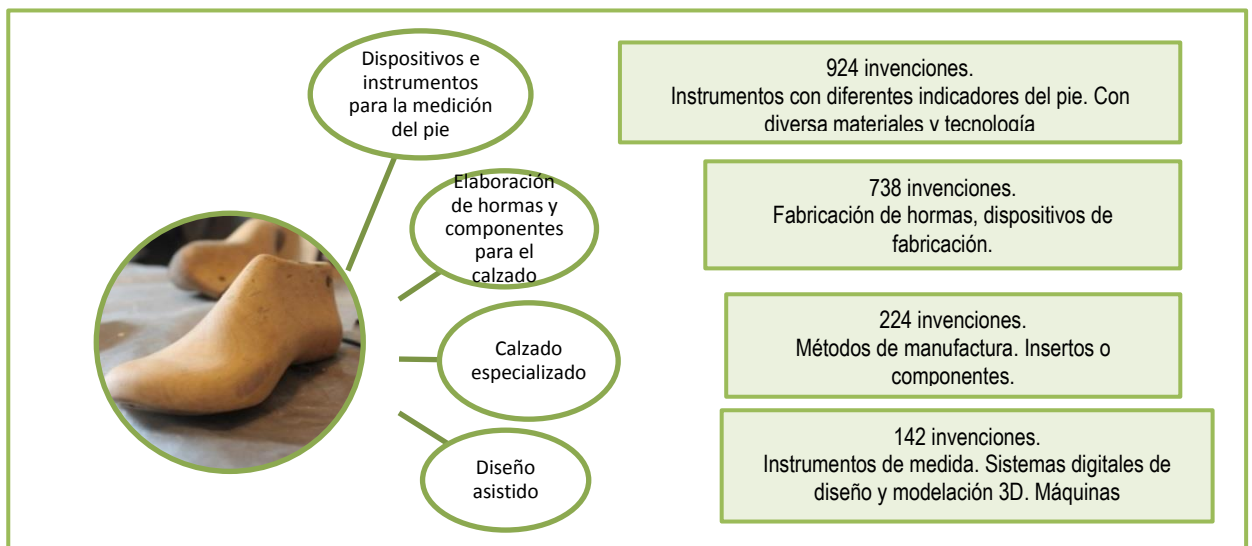 Dispositivos e
instrumentos
para la medición
del pie
924 invenciones.
Instrumentos con diferentes indicadores del pie. Con
diversa materiales y tecnología
Elaboración
de hormas y
componentes
para el
calzado
738 invenciones.
Fabricación de hormas, dispositivos de
fabricación.
Calzado
especializado
224 invenciones.
Métodos de manufactura. Insertos o
componentes.
Diseño
asistido
142 invenciones.
Instrumentos de medida. Sistemas digitales de
diseño y modelación 3D. Máquinas